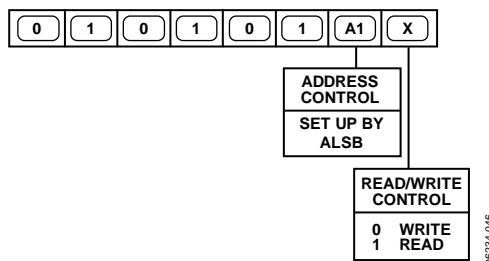 0 1 0 1 0 1 A1 X
ADDRESS
CONTROL
SET UP BY
ALSB
READ/WRITE
CONTROL
0 WRITE
1 READ